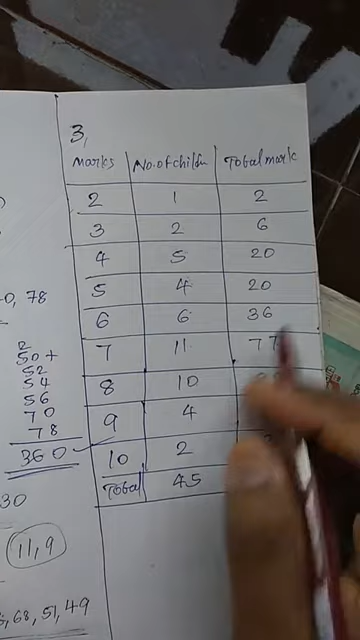 3,
Marks No. of childn Total mark
2 1 2
3 2 6
4 5 20
5 4 20
6 6 36
7 11 77
8 10
9 4
10 2
Total 45
0, 78
2
50 +
52
54
56
70
78
360
30
11,9
68, 51, 49